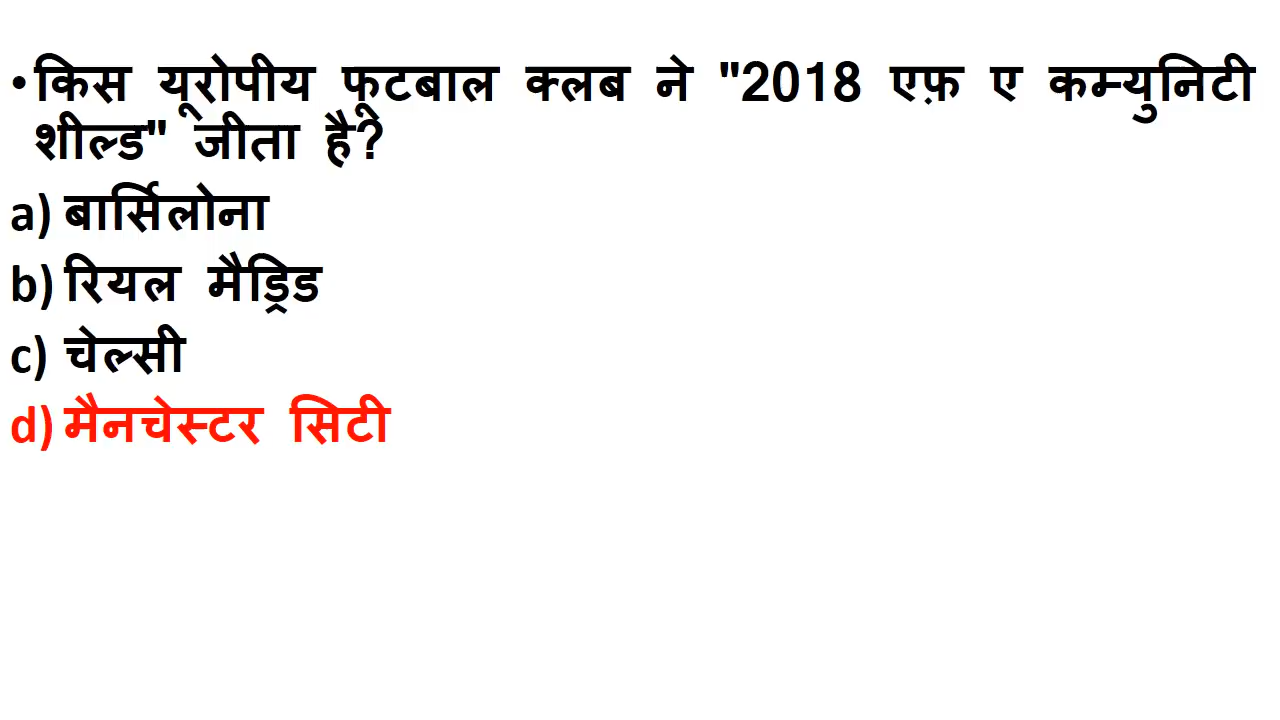 •किस यूरोपीय फूटबाल क्लब ने "2018 एफ़ ए कम्युनिटी
शील्ड" जीता है?
a) बार्सिलोना
b) रियल मैड्रिड
c) चेल्सी
d) मैनचेस्टर सिटी